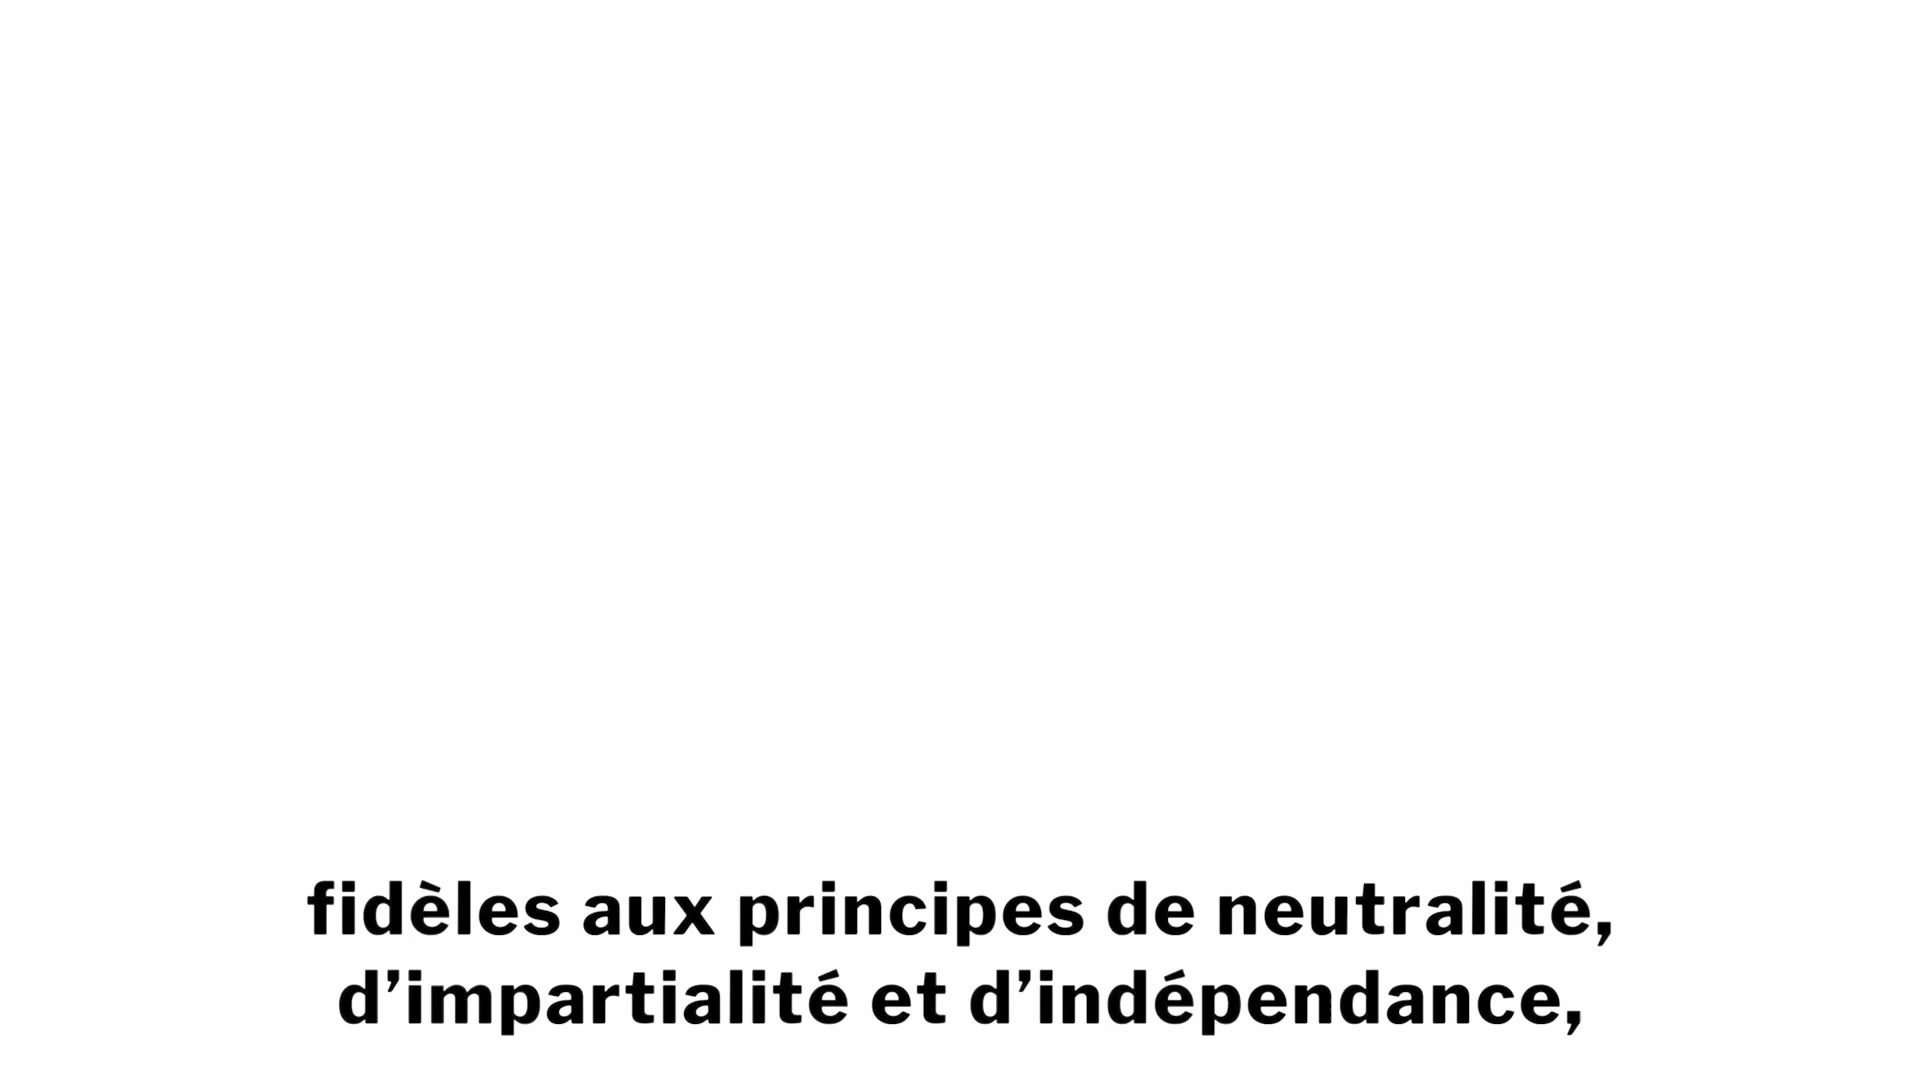 fidèles aux principes de neutralité,
d’impartialité et d’indépendance,